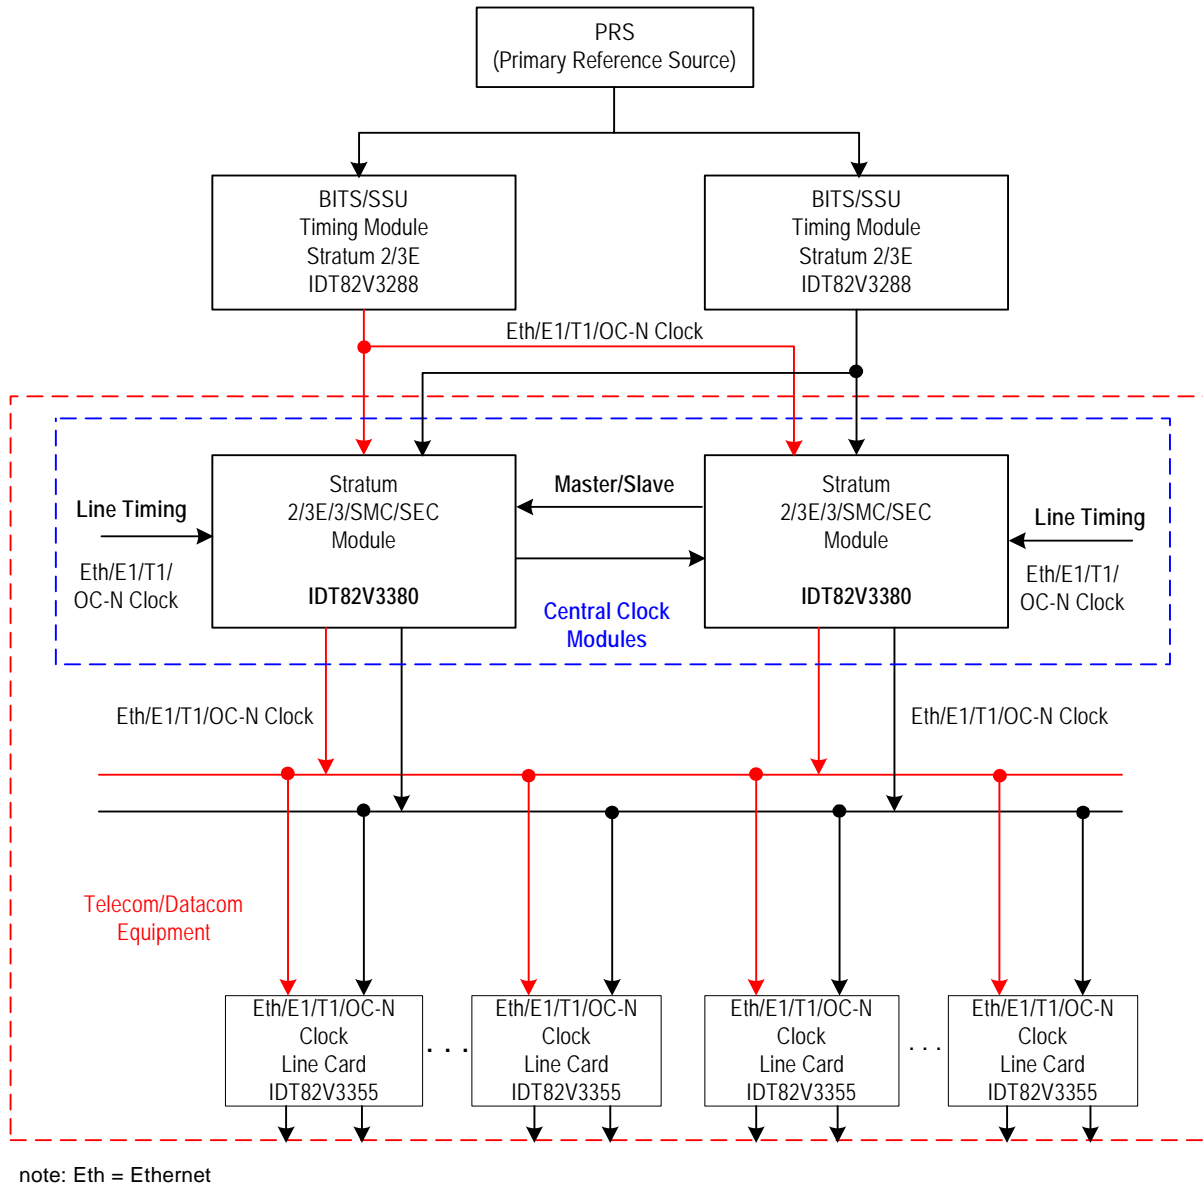 PRS
(Primary Reference Source)
BITS/SSU
Timing Module
Stratum 2/3E
IDT82V3288
BITS/SSU
Timing Module
Stratum 2/3E
IDT82V3288
Eth/E1/T1/OC-N Clock
Line Timing
Eth/E1/T1/
OC-N Clock
Stratum
2/3E/3/SMC/SEC
Module
IDT82V3380
Master/Slave
Central Clock
Modules
Stratum
2/3E/3/SMC/SEC
Module
IDT82V3380
Line Timing
Eth/E1/T1/
OC-N Clock
Eth/E1/T1/OC-N Clock
Eth/E1/T1/OC-N Clock
Telecom/Datacom
Equipment
Eth/E1/T1/OC-N
Clock
Line Card
IDT82V3355
. . .
Eth/E1/T1/OC-N
Clock
Line Card
IDT82V3355
Eth/E1/T1/OC-N
Clock
Line Card
IDT82V3355
. . .
Eth/E1/T1/OC-N
Clock
Line Card
IDT82V3355
note: Eth = Ethernet